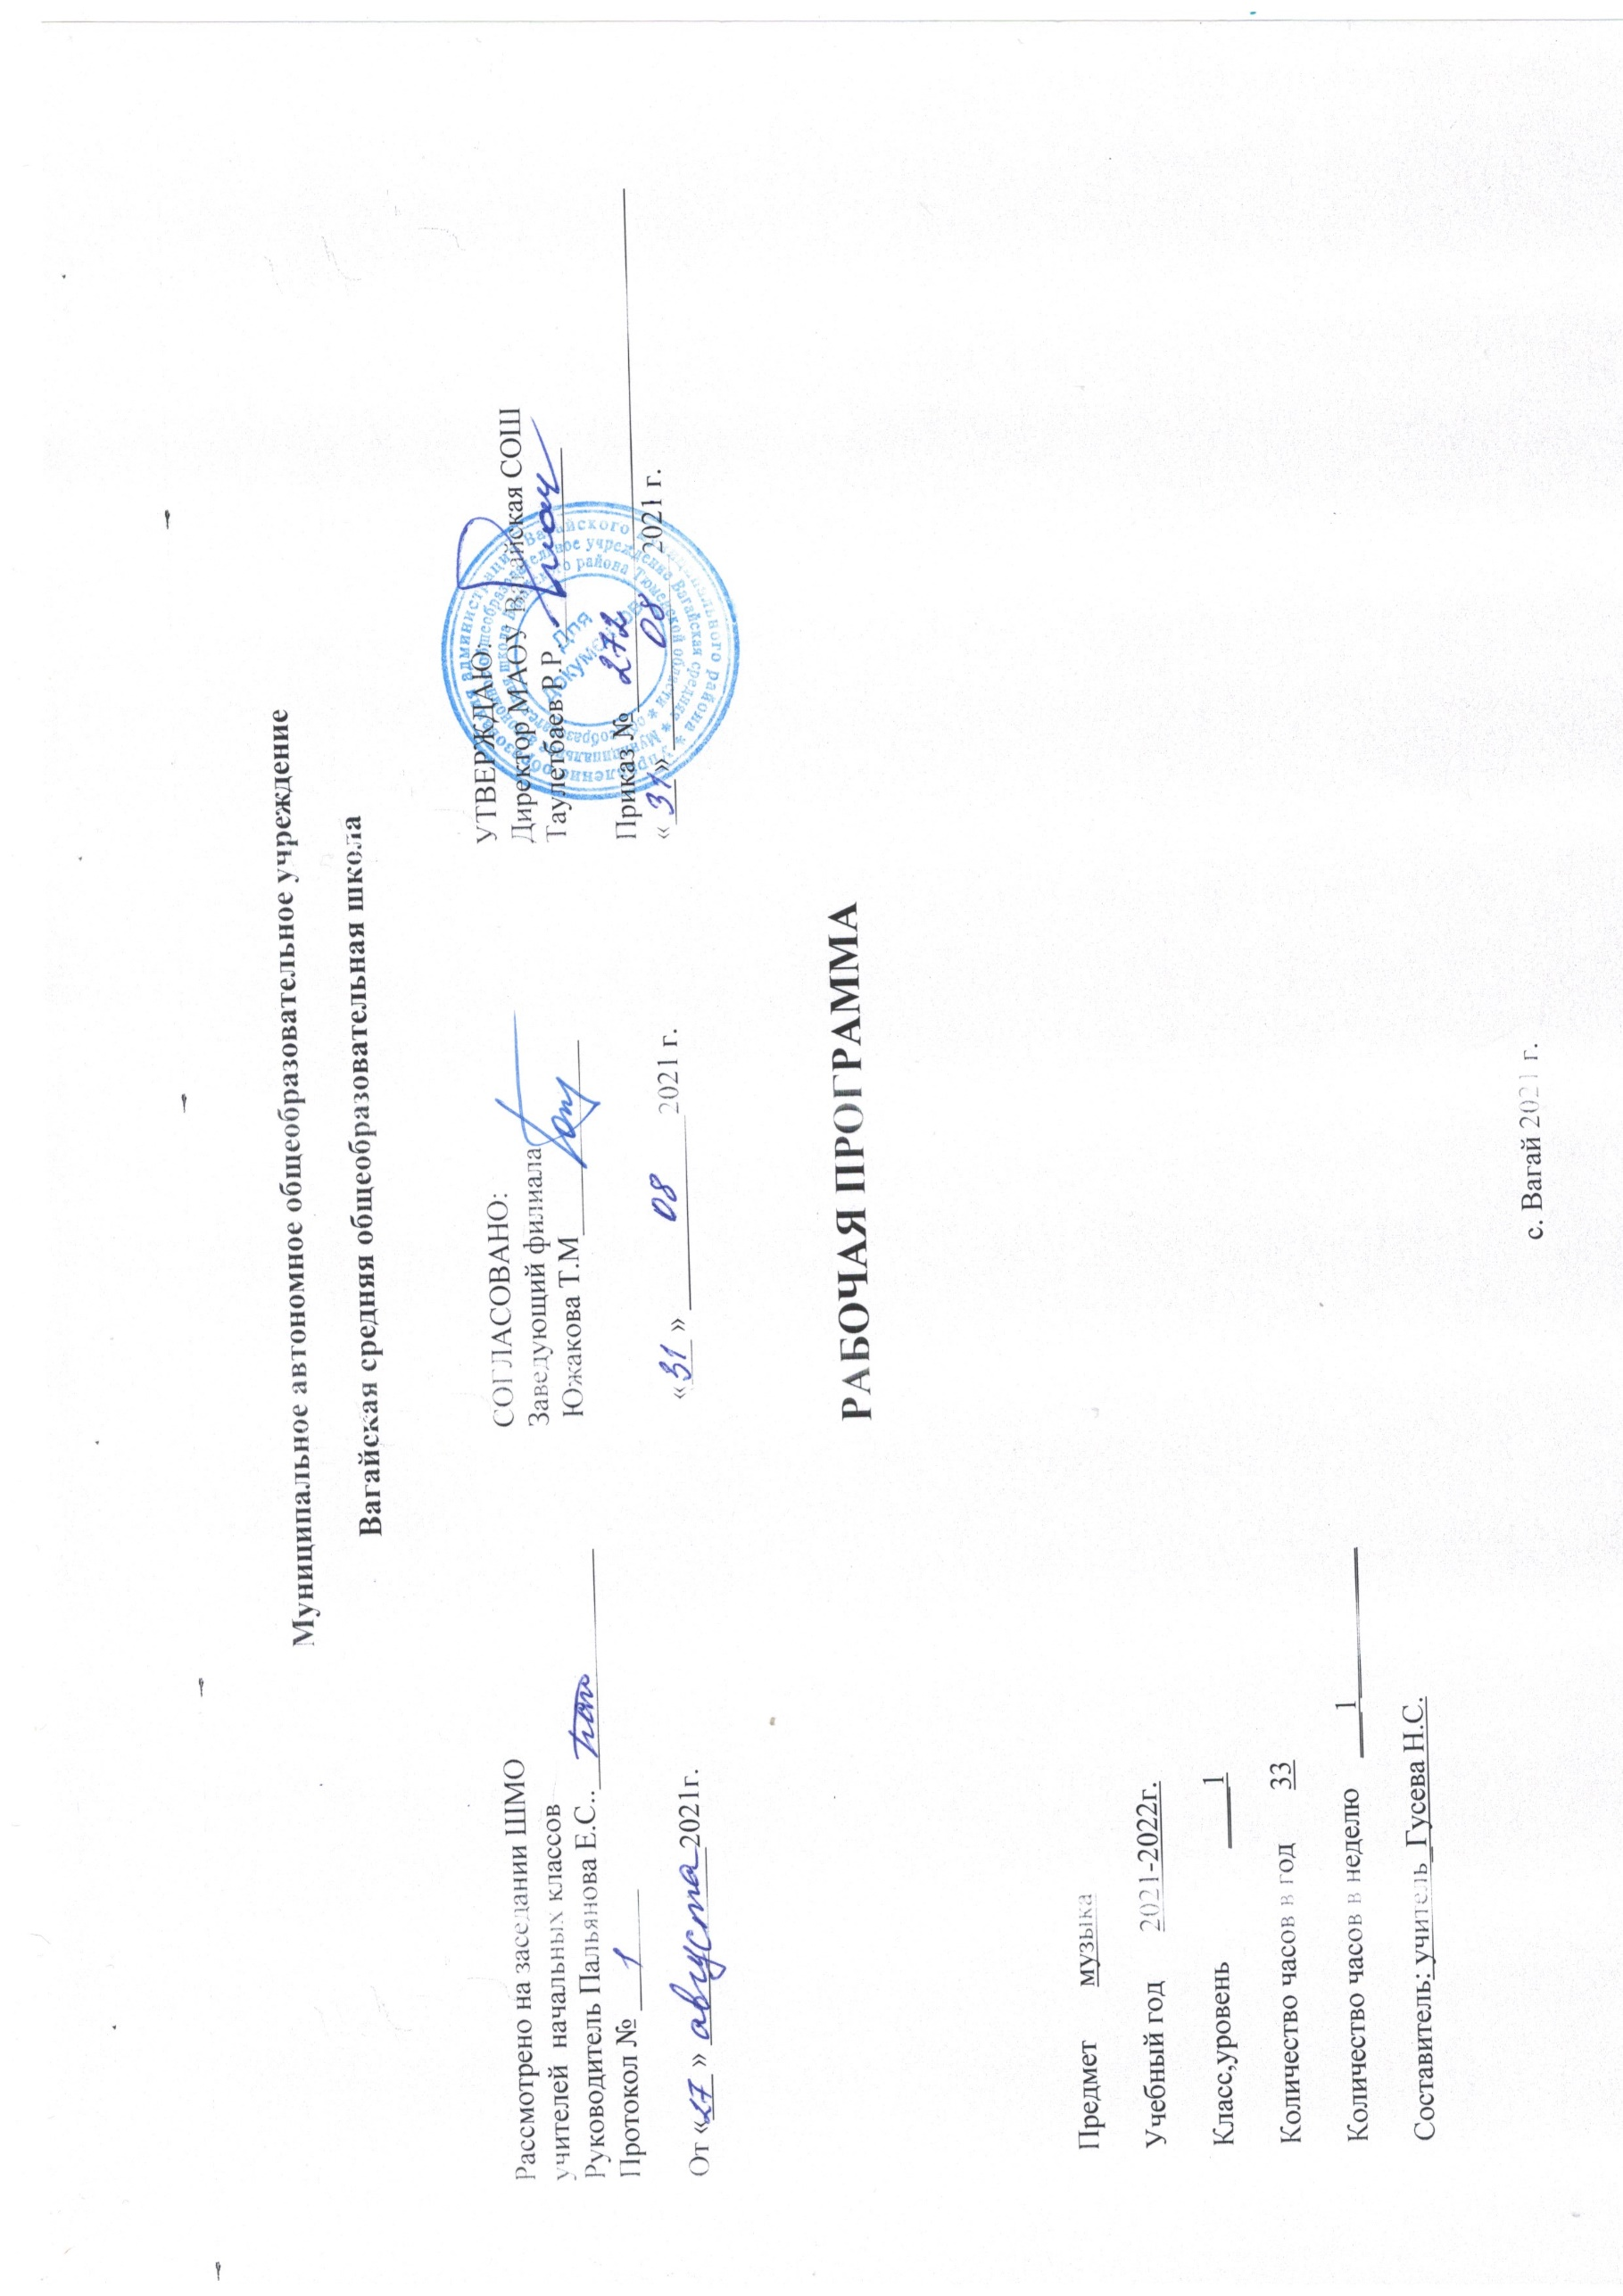 Муниципальное автономное общеобразовательное учреждение
Вагайская средняя общеобразовательная школа
Рассмотрено на заседании ШМО
учителей начальных классов
Руководитель Пальянова Е.С..
Протокол № 1
От «27» августа 2021г.
СОГЛАСОВАНО:
Заведующий филиала
Южакова Т.М
«31» 08 2021 г.
УТВЕРЖДАЮ:
Директор МАОУ Вагайская СОШ
Таулетбаев Р.Р.
Приказ № 272
«31» 08 2021 г.
Для документов
РАБОЧАЯ ПРОГРАММА
Предмет музыка
Учебный год 2021-2022г.
Класс,уровень 1
Количество часов в год 33
Количество часов в неделю 1
Составитель: учитель Гусева Н.С.
с. Вагай 2021 г.